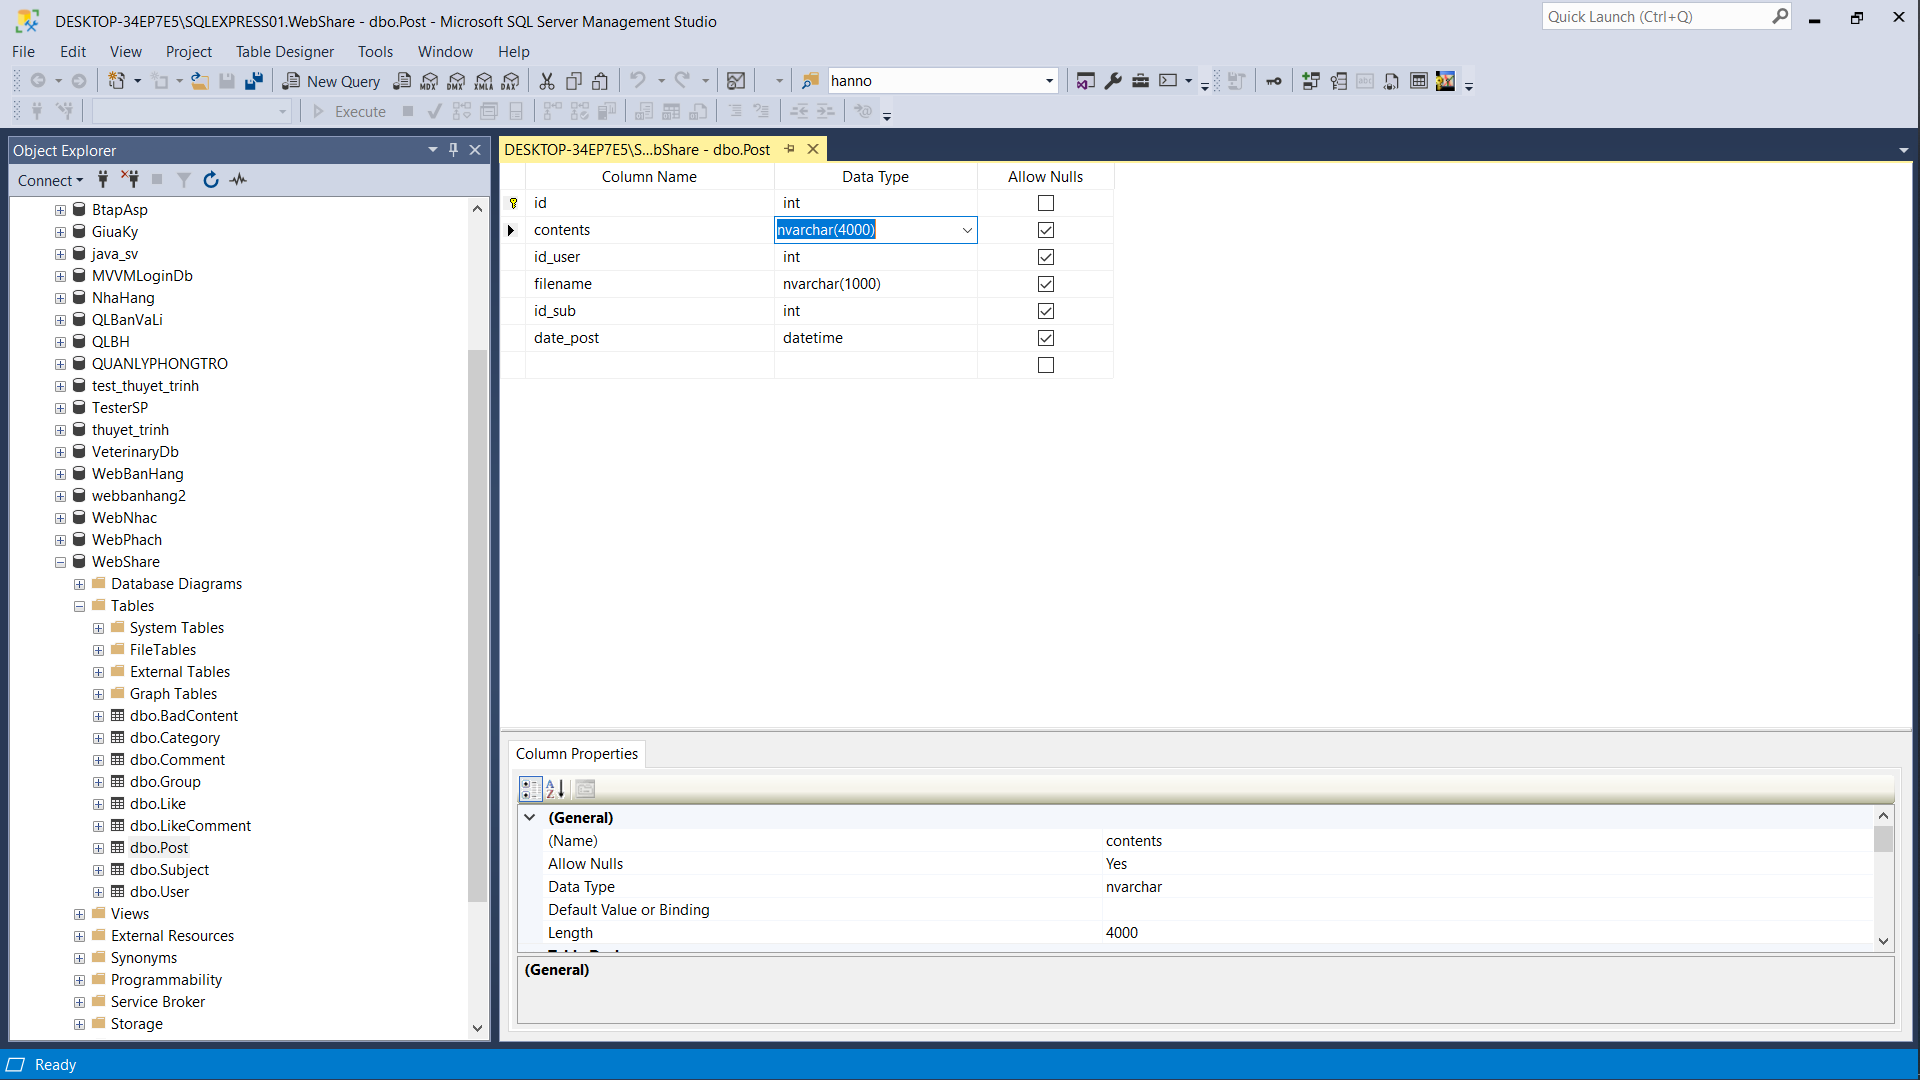 DESKTOP-34EP7E5\SQLEXPRESS01.WebShare - dbo.Post - Microsoft SQL Server Management Studio
Quick Launch (Ctrl+Q)
File Edit View Project Table Designer Tools Window Help
New Query MDX DMX XMLA DAX hanno
Execute
Object Explorer
DESKTOP-34EP7E5\S...bShare - dbo.Post
Connect
BtapAsp
GiuaKy
java_sv
MVVMLoginDb
NhaHang
QLBanVaLi
QLBH
QUANLYPHONGTRO
test_thuyet_trinh
TesterSP
thuyet_trinh
VeterinaryDb
WebBanHang
webbanhang2
WebNhac
WebPhach
WebShare
Database Diagrams
Tables
System Tables
FileTables
External Tables
Graph Tables
dbo.BadContent
dbo.Category
dbo.Comment
dbo.Group
dbo.Like
dbo.LikeComment
dbo.Post
dbo.Subject
dbo.User
Views
External Resources
Synonyms
Programmability
Service Broker
Storage
Column Name Data Type Allow Nulls
id int
contents nvarchar(4000)
id_user int
filename nvarchar(1000)
id_sub int
date_post datetime
Column Properties
(General)
(Name) contents
Allow Nulls Yes
Data Type nvarchar
Default Value or Binding
Length 4000
(General)
Ready